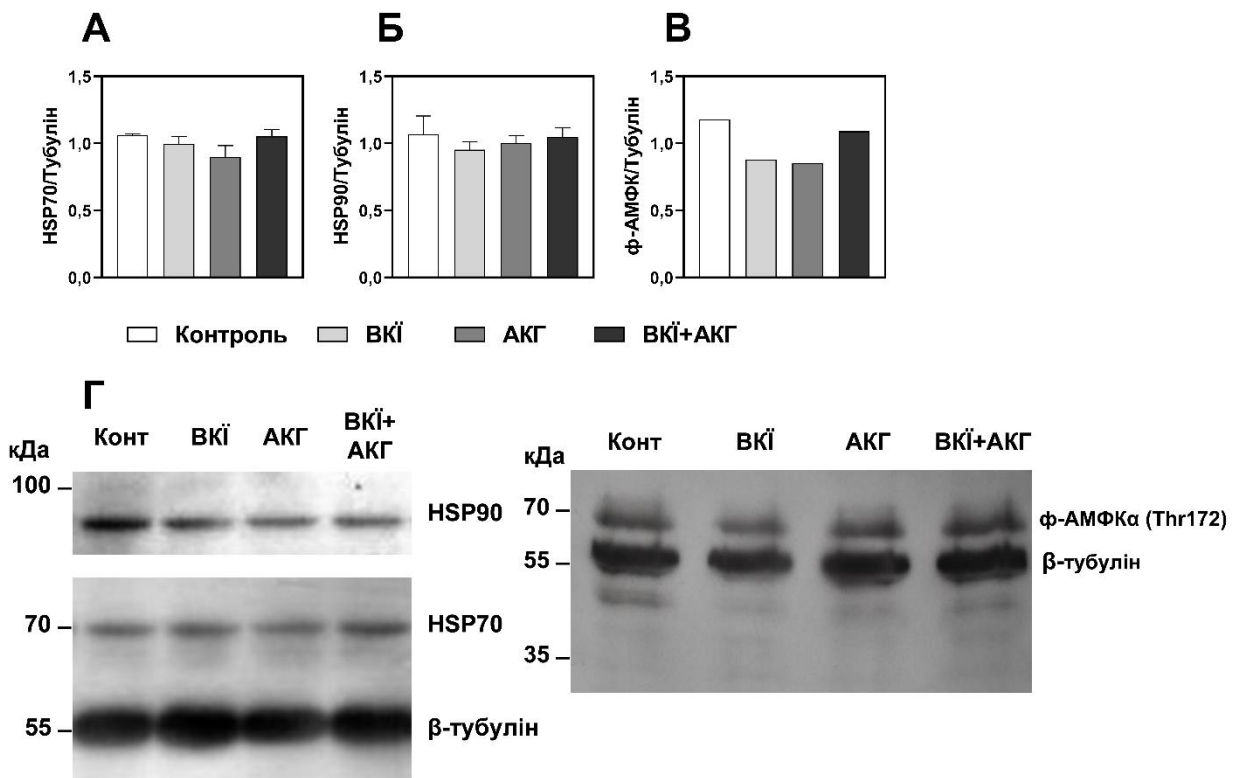 А
Б
В
HSP70/Тубулін
1,5
1,0
0,5
0,0
HSP90/Тубулін
1,5
1,0
0,5
0,0
ф-АМФК/Тубулін
1,5
1,0
0,5
0,0
Контроль ВКЇ АКГ ВКЇ+АКГ
Г
кДа Конт ВКЇ АКГ ВКЇ+
АКГ
100
HSP90
70
HSP70
55
β-тубулін
кДа Конт ВКЇ АКГ ВКЇ+АКГ
70
ф-АМФКα (Thr172)
55
β-тубулін
35